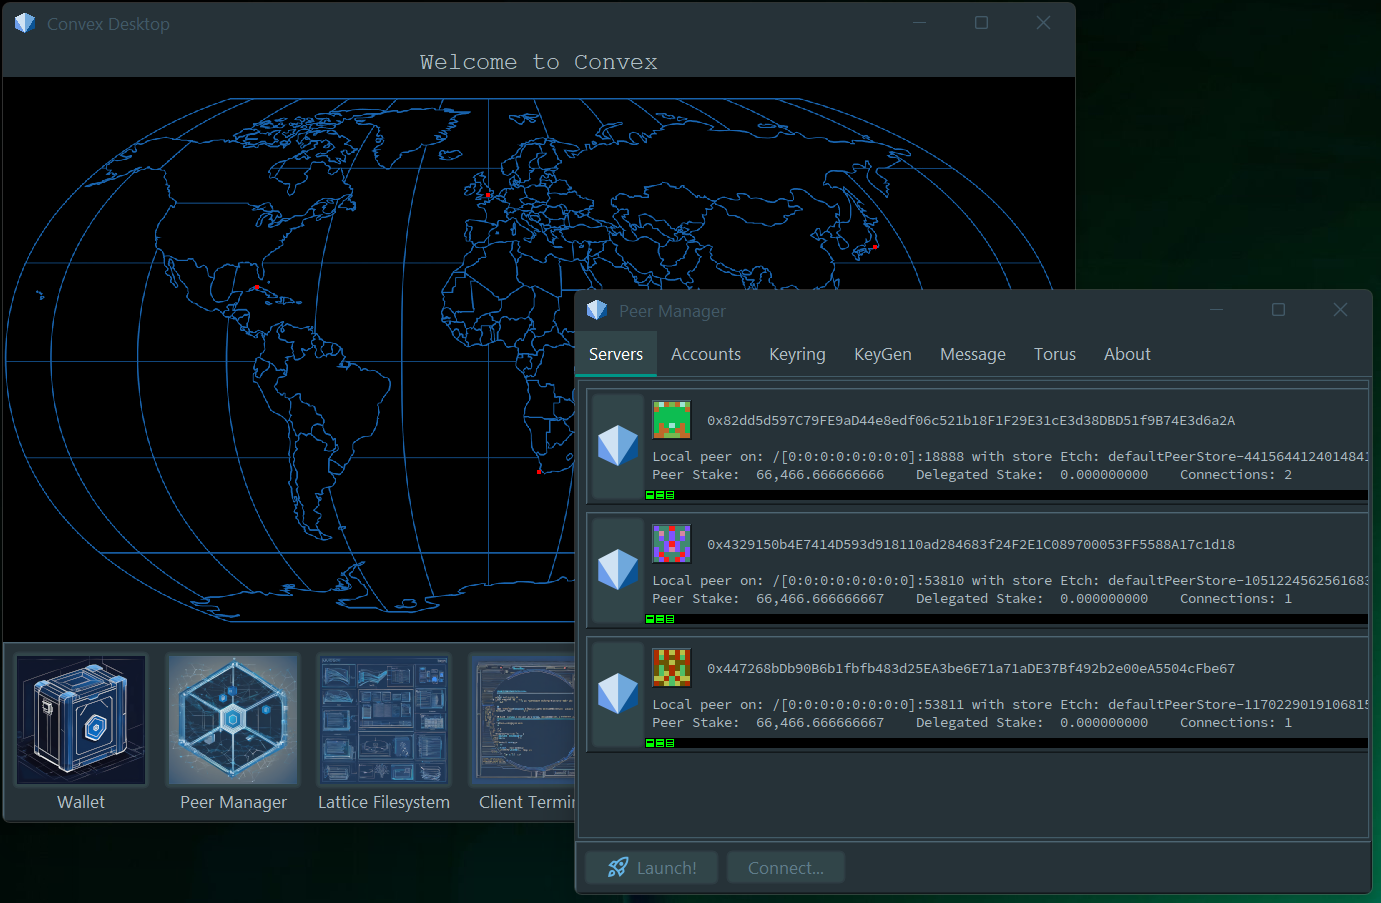 Convex Desktop
Welcome to Convex
Wallet
Peer Manager
Lattice Filesystem
Client Termin
Peer Manager
Servers
Accounts
Keyring
KeyGen
Message
Torus
About
0x82dd5d597C79FE9aD44e8edf06c521b18F1F29E31cE3d38DBD51f9B74E3d6a2A
Local peer on: /[0:0:0:0:0:0:0:0]:18888 with store Etch: defaultPeerStore-4415644124014841
Peer Stake: 66,466.666666666 Delegated Stake: 0.000000000 Connections: 2
0x4329150b4E7414D593d918110ad284683f24F2E1C089700053FF5588A17c1d18
Local peer on: /[0:0:0:0:0:0:0:0]:53810 with store Etch: defaultPeerStore-1051224562561683
Peer Stake: 66,466.666666667 Delegated Stake: 0.000000000 Connections: 1
0x447268bDb90B6b1fbfb483d25EA3be6E71a71aDE37Bf492b2e00eA5504cFbe67
Local peer on: /[0:0:0:0:0:0:0:0]:53811 with store Etch: defaultPeerStore-1170229019106815
Peer Stake: 66,466.666666667 Delegated Stake: 0.000000000 Connections: 1
Launch!
Connect...